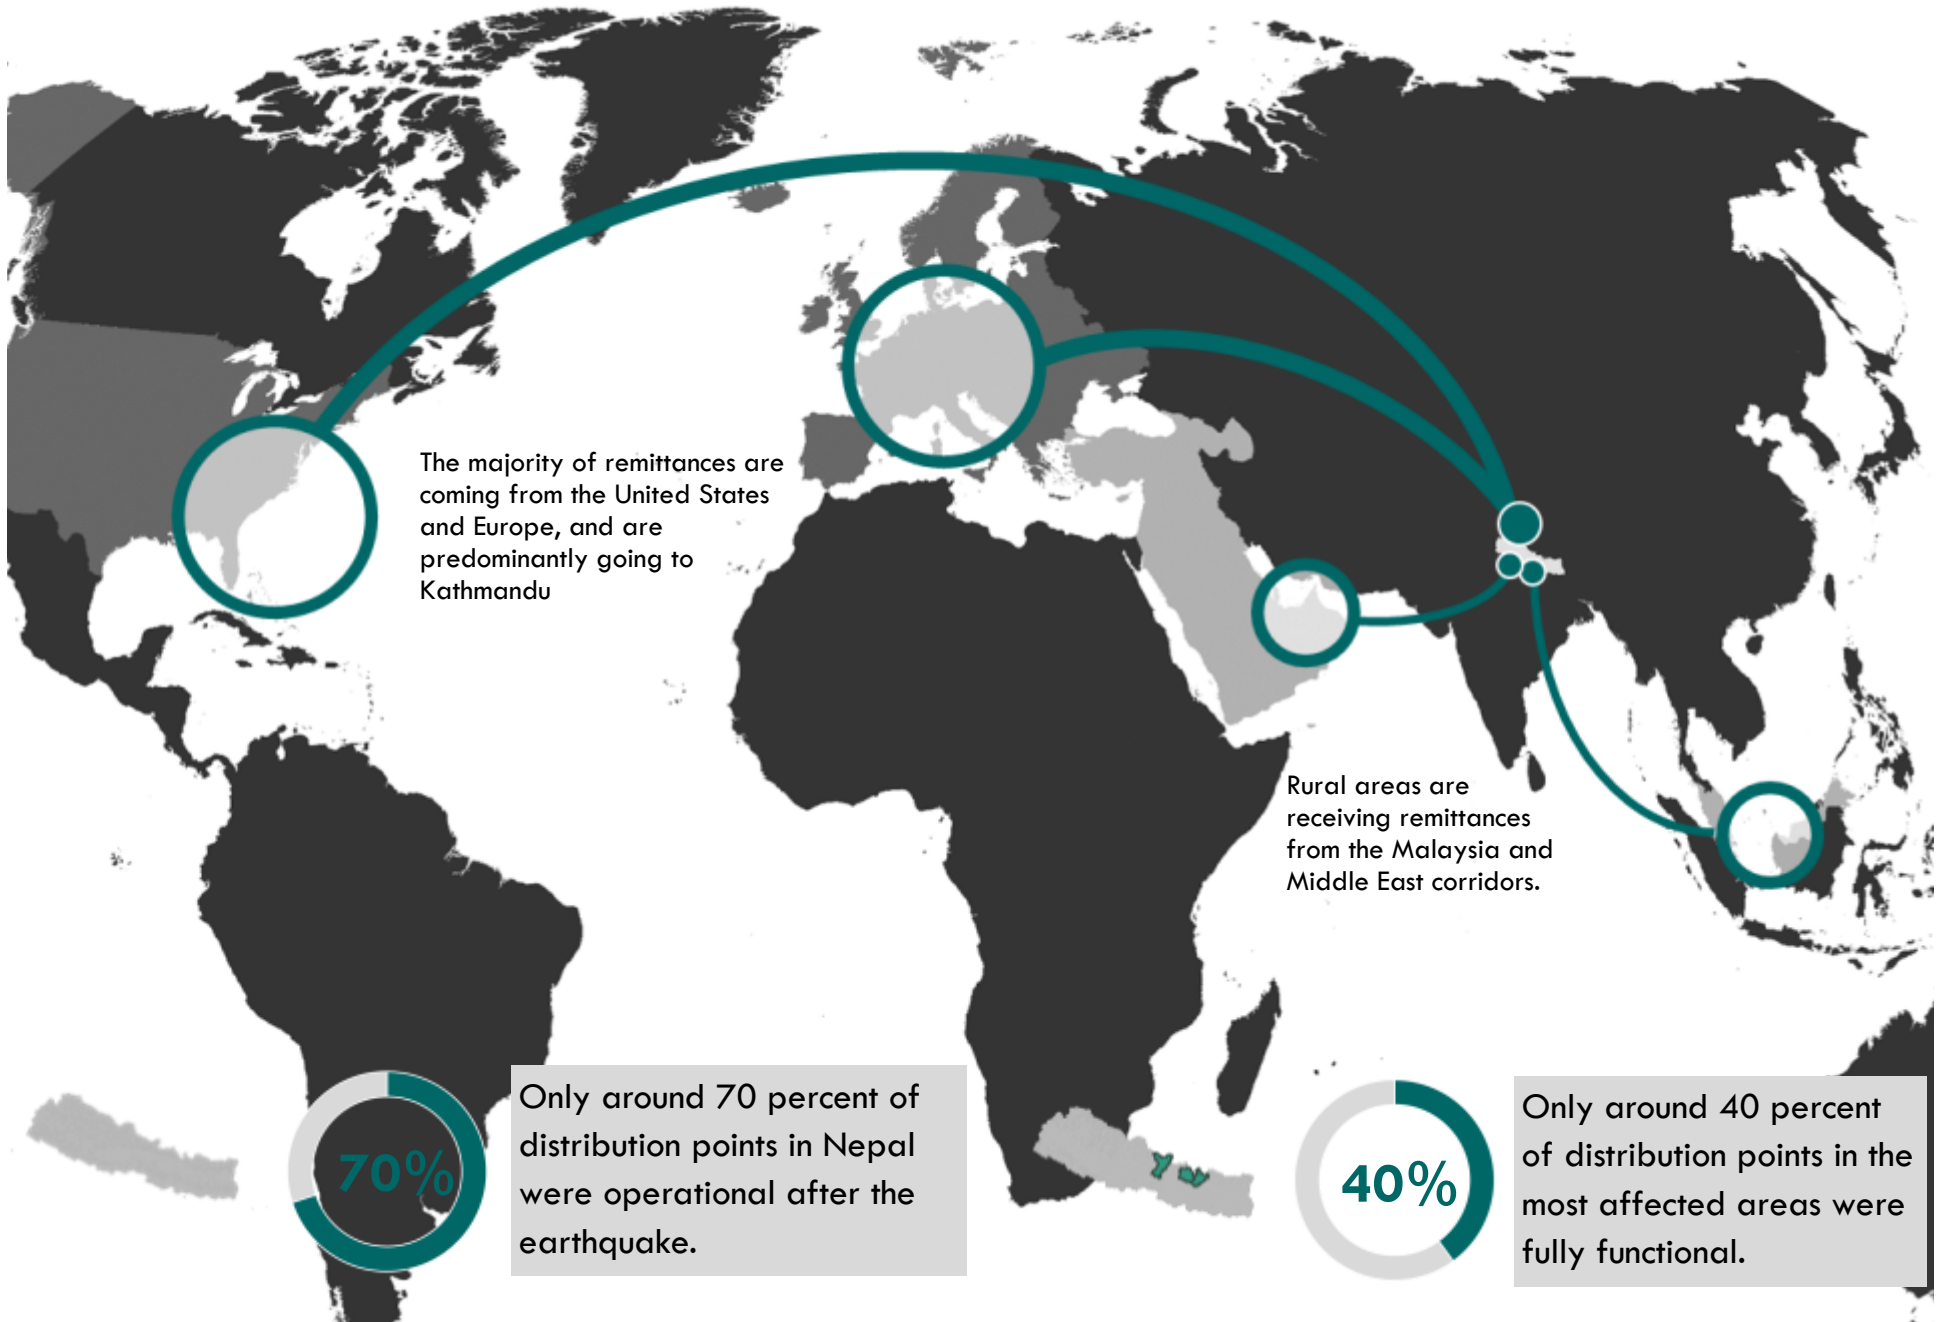 The majority of remittances are
coming from the United States
and Europe, and are
predominantly going to
Kathmandu
Rural areas are
receiving remittances
from the Malaysia and
Middle East corridors.
70%
Only around 70 percent of
distribution points in Nepal
were operational after the
earthquake.
40%
Only around 40 percent
of distribution points in the
most affected areas were
fully functional.